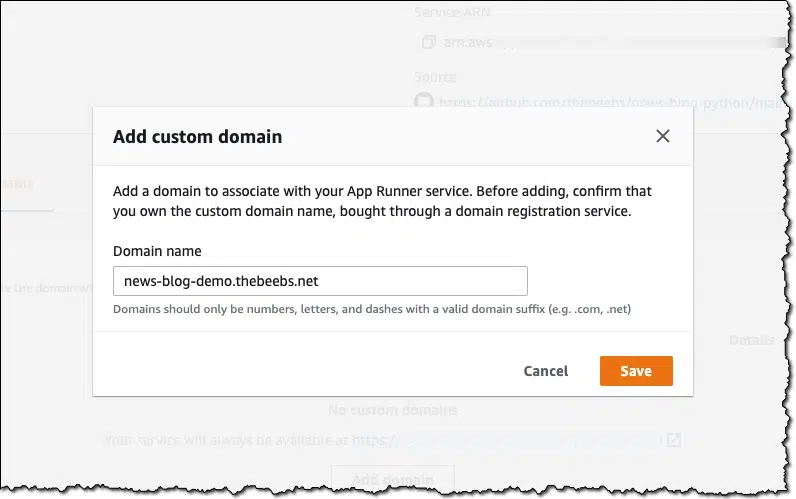 Service ARN
arn:aws
Source
https://github.com/thebeebs/news-blog-python/mai
Add custom domain
Add a domain to associate with your App Runner service. Before adding, confirm that
you own the custom domain name, bought through a domain registration service.
Domain name
news-blog-demo.thebeebs.net
Domains should only be numbers, letters, and dashes with a valid domain suffix (e.g. .com, .net)
Details
Cancel
Save
No custom domains
Your service will always be available at https:/
Add domain